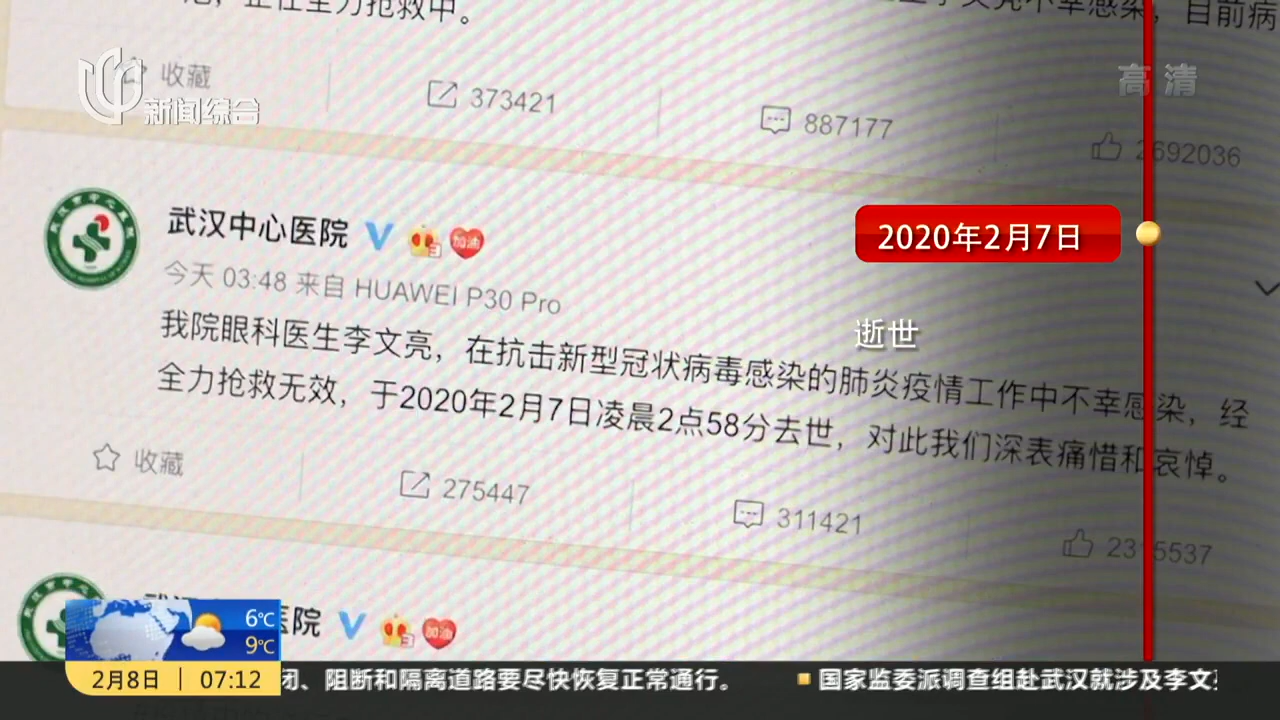 正在全力抢救中。
不幸感染，目前病
收藏
373421
887177
2692036
新闻综合
高清
武汉中心医院
加油
今天 03:48 来自 HUAWEI P30 Pro
我院眼科医生李文亮，在抗击新型冠状病毒感染的肺炎疫情工作中不幸感染，经
全力抢救无效，于2020年2月7日凌晨2点58分去世，对此我们深表痛惜和哀悼。
2020年2月7日
逝世
收藏
275447
311421
医院
加油
6℃
9℃
2月8日
07:12
、阻断和隔离道路要尽快恢复正常通行。
国家监委派调查组赴武汉就涉及李文